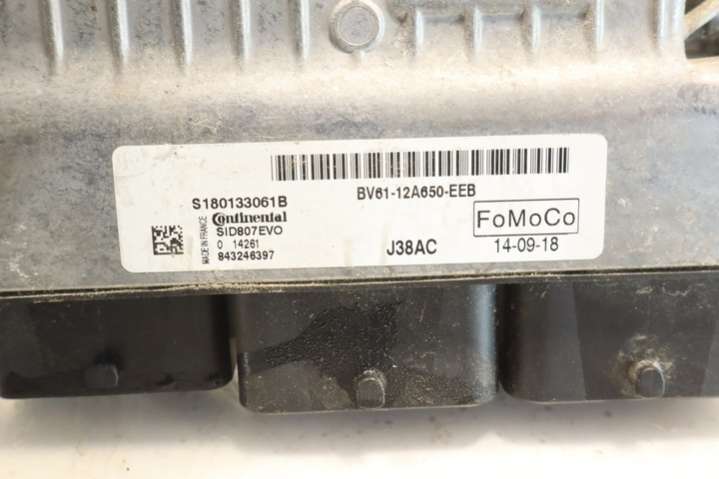 BV61-12A650-EEB
S180133061B
Continental
SID807EVO
0 14261
843246397
MADE IN FRANCE
J38AC
FoMoCo
14-09-18